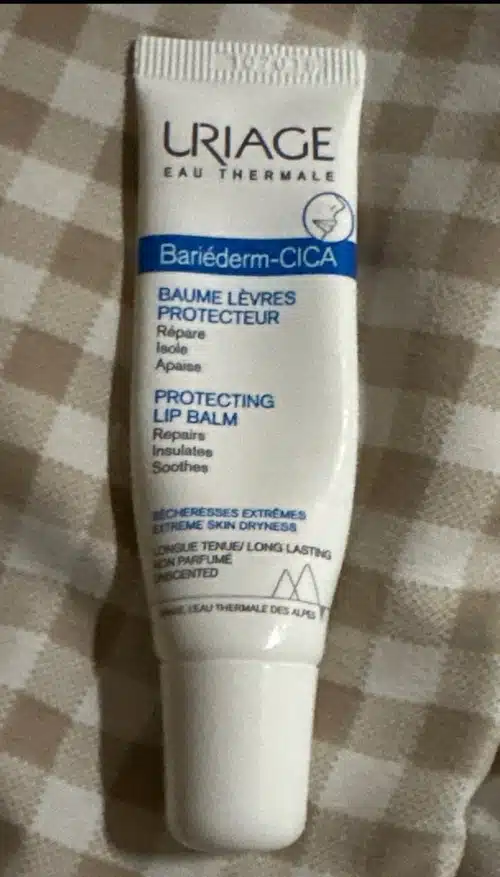 URIAGE
EAU THERMALE
Bariéderm-CICA
BAUME LÈVRES
PROTECTEUR
Répare
Isole
Apaise
PROTECTING
LIP BALM
Repairs
Insulates
Soothes
SÉCHERESSES EXTRÊMES
EXTREME SKIN DRYNESS
LONGUE TENUE/ LONG LASTING
NON PARFUMÉ
UNSCENTED
L'EAU THERMALE DES ALPES